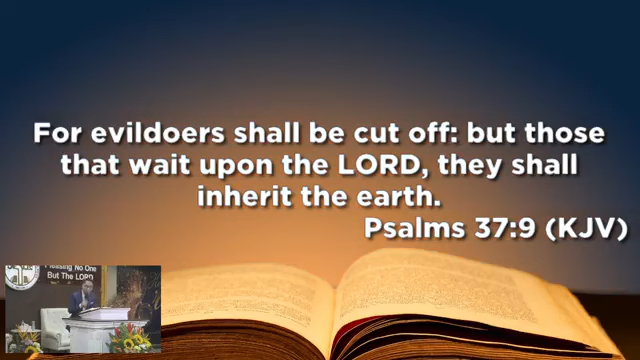 For evildoers shall be cut off: but those
that wait upon the LORD, they shall
inherit the earth.
Psalms 37:9 (KJV)
Pleasing No One
But The LORD